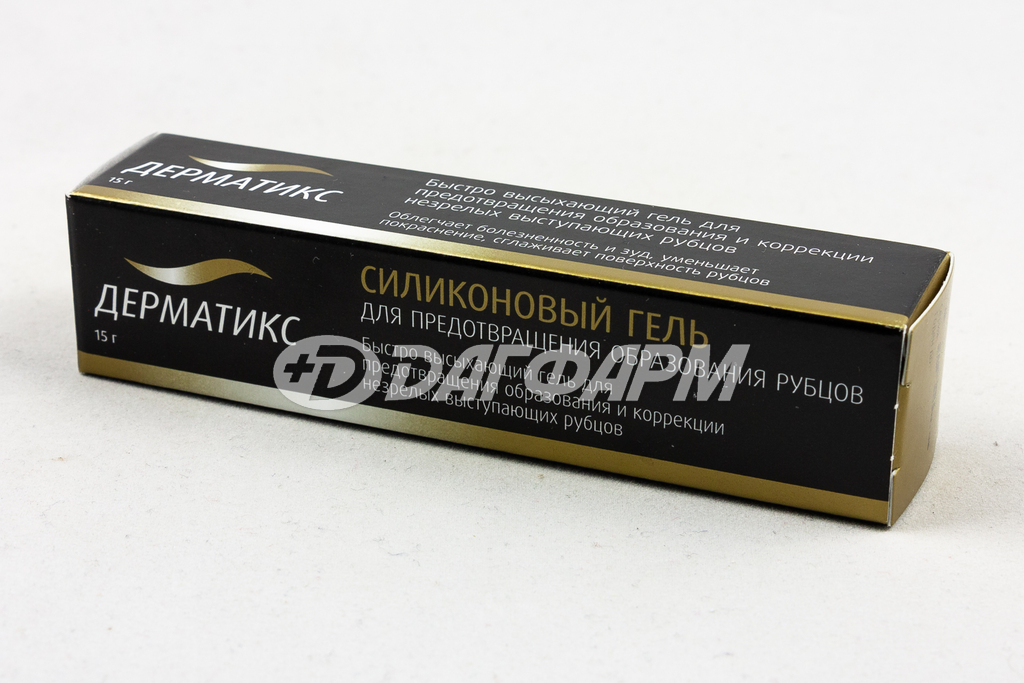 ДЕРМАТИКС
15 г
Быстро высыхающий гель для
предотвращения образования и коррекции
незрелых выступающих рубцов
Облегчает болезненность и зуд, уменьшает
покраснение, сглаживает поверхность рубцов
ДЕРМАТИКС
15 г
СИЛИКОНОВЫЙ ГЕЛЬ
ДЛЯ ПРЕДОТВРАЩЕНИЯ ОБРАЗОВАНИЯ РУБЦОВ
Быстро высыхающий гель для
предотвращения образования и коррекции
незрелых выступающих рубцов
+D ДАГФАРМ